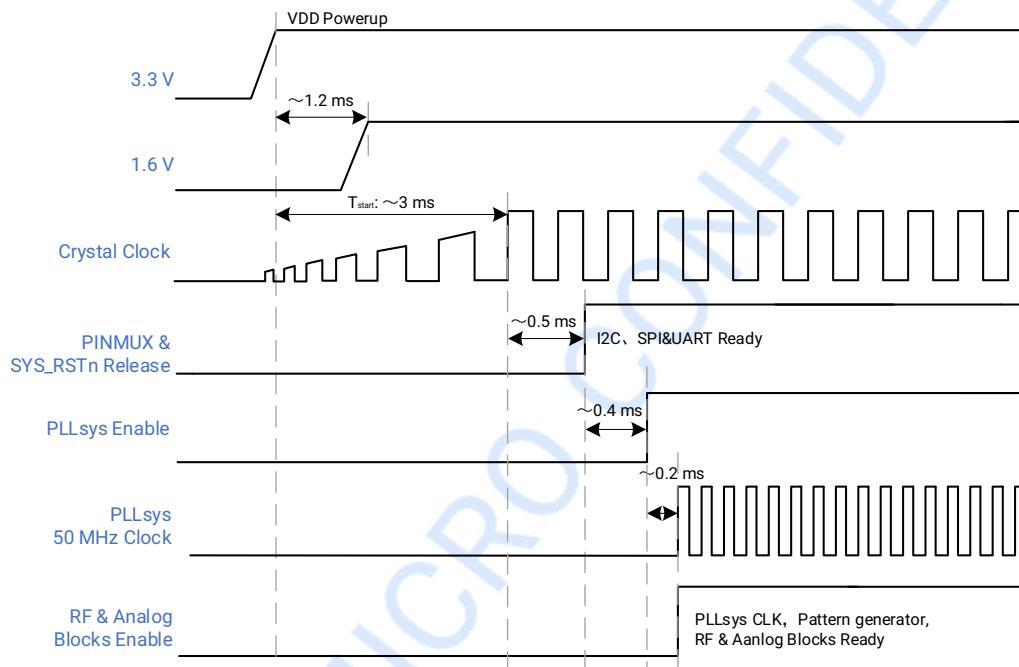 VDD Powerup
3.3 V
～1.2 ms
1.6 V
Tstart: ～3 ms
Crystal Clock
～0.5 ms
PINMUX &
SYS_RSTn Release
I2C、SPI&UART Ready
～0.4 ms
PLLsys Enable
～0.2 ms
PLLsys
50 MHz Clock
RF & Analog
Blocks Enable
PLLsys CLK，Pattern generator,
RF & Aanlog Blocks Ready
MICRO CONFIDE